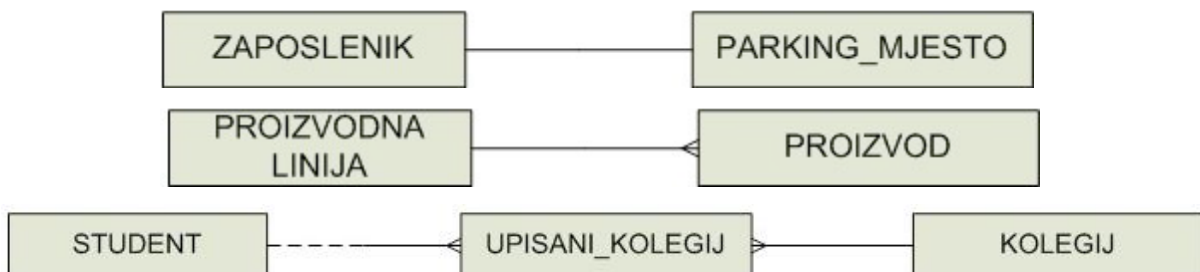 ZAPOSLENIK PARKING_MJESTO
PROIZVODNA
LINIJA
PROIZVOD
STUDENT UPISANI_KOLEGIJ KOLEGIJ